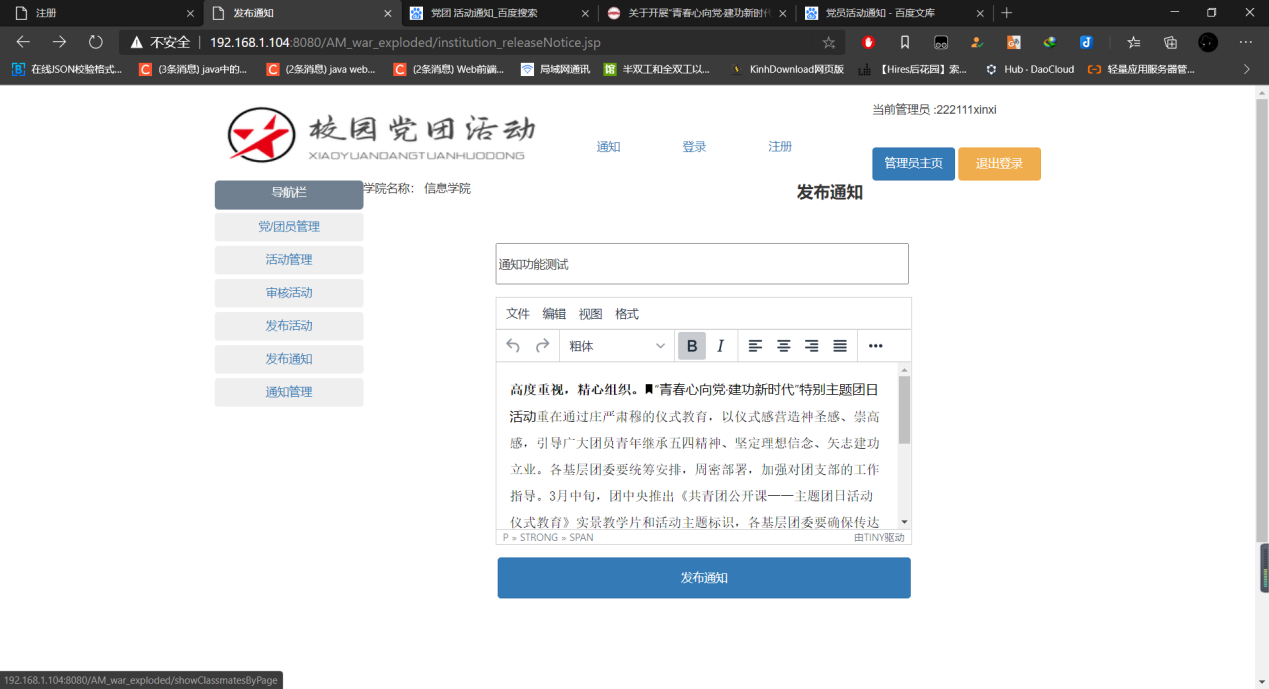 注册
发布通知
党团 活动通知_百度搜索
关于开展"青春心向党·建功新时代
党员活动通知 - 百度文库
不安全 | 192.168.1.104:8080/AM_war_exploded/institution_releaseNotice.jsp
在线JSON校验格式...
(3条消息) java中的...
(2条消息) java web...
(2条消息) Web前端...
局域网通讯
半双工和全双工以...
KinhDownload网页版
【Hires后花园】索...
Hub - DaoCloud
轻量应用服务器管...
当前管理员 :222111xinxi
校园党团活动
XIAOYUANDANGTUANHUODONG
通知 登录 注册
管理员主页 退出登录
导航栏
学院名称: 信息学院
发布通知
党/团员管理
活动管理
审核活动
发布活动
发布通知
通知管理
通知功能测试
文件 编辑 视图 格式
粗体 B I
高度重视，精心组织。"青春心向党·建功新时代"特别主题团日
活动重在通过庄严肃穆的仪式教育，以仪式感营造神圣感、崇高
感，引导广大团员青年继承五四精神、坚定理想信念、矢志建功
立业。各基层团委要统筹安排，周密部署，加强对团支部的工作
指导。3月中旬，团中央推出《共青团公开课——主题团日活动
仪式教育》实景教学片和活动主题标识，各基层团委要确保传达
P » STRONG » SPAN
由TINY驱动
发布通知
192.168.1.104:8080/AM_war_exploded/showClassmatesByPage